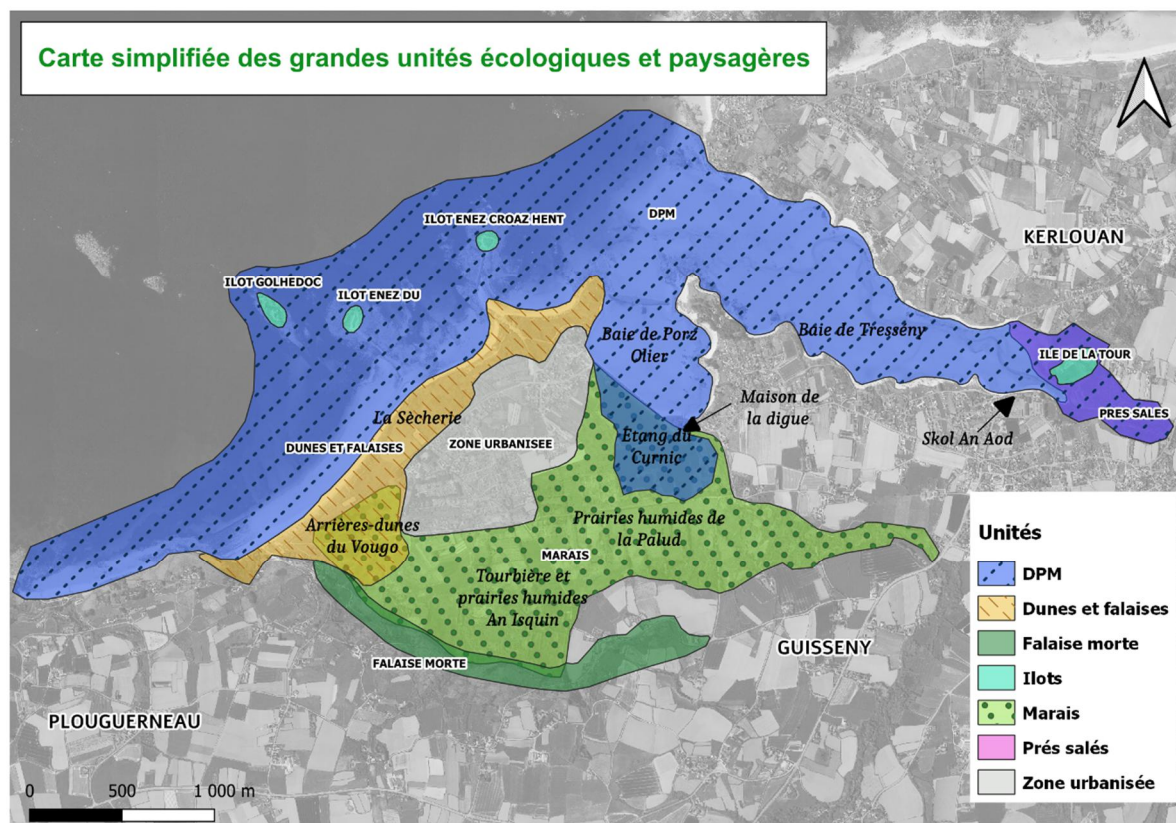 Carte simplifiée des grandes unités écologiques et paysagères
ILOT ENEZ CROAZ HENT
DPM
KERLOUAN
ILOT GOLHEDOC
ILOT ENEZ DU
Baie de Porz
Olier
Baie de Tresseny
ILE DE LA TOUR
PRES SALES
Maison de
la digue
Skol An Aod
La Sècherie
DUNES ET FALAISES
ZONE URBANISEE
Etang du
Curnic
Arrières-dunes
du Vougo
Prairies humides de
la Palud
MARAIS
Tourbière et
prairies humides
An Isquin
FALAISE MORTE
GUISSENY
PLOUGUERNEAU
Unités
DPM
Dunes et falaises
Falaise morte
Ilots
Marais
Prés salés
Zone urbanisée
0 500 1 000 m